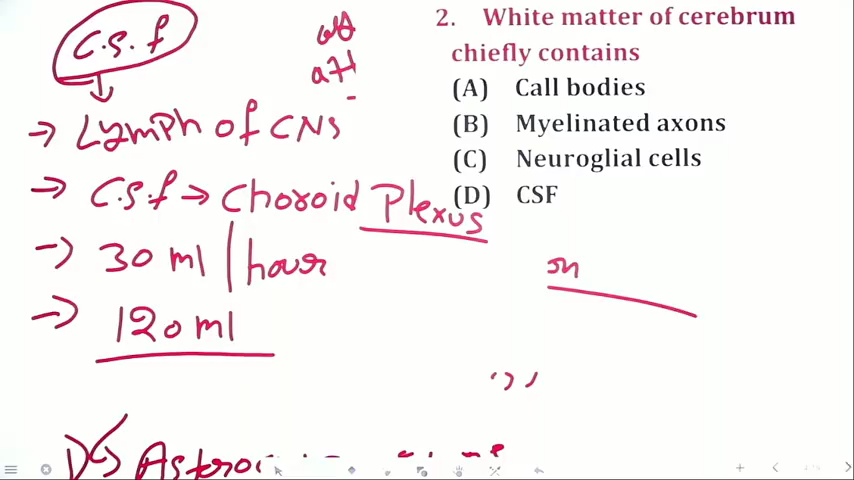 C.S.f
→ Lymph of CNS
→ C.S.f → Choroid Plexus
→ 30 ml / hour
→ 120 ml
2. White matter of cerebrum
chiefly contains
(A) Call bodies
(B) Myelinated axons
(C) Neuroglial cells
(D) CSF